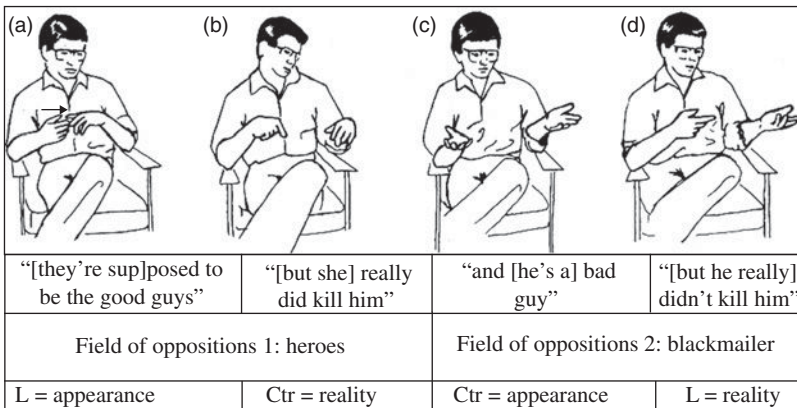 (a) (b) (c) (d)
“[they’re sup]posed to
be the good guys”
“[but she] really
did kill him”
“and [he’s a] bad
guy”
“[but he really]
didn’t kill him”
Field of oppositions 1: heroes
Field of oppositions 2: blackmailer
L = appearance
Ctr = reality
Ctr = appearance
L = reality